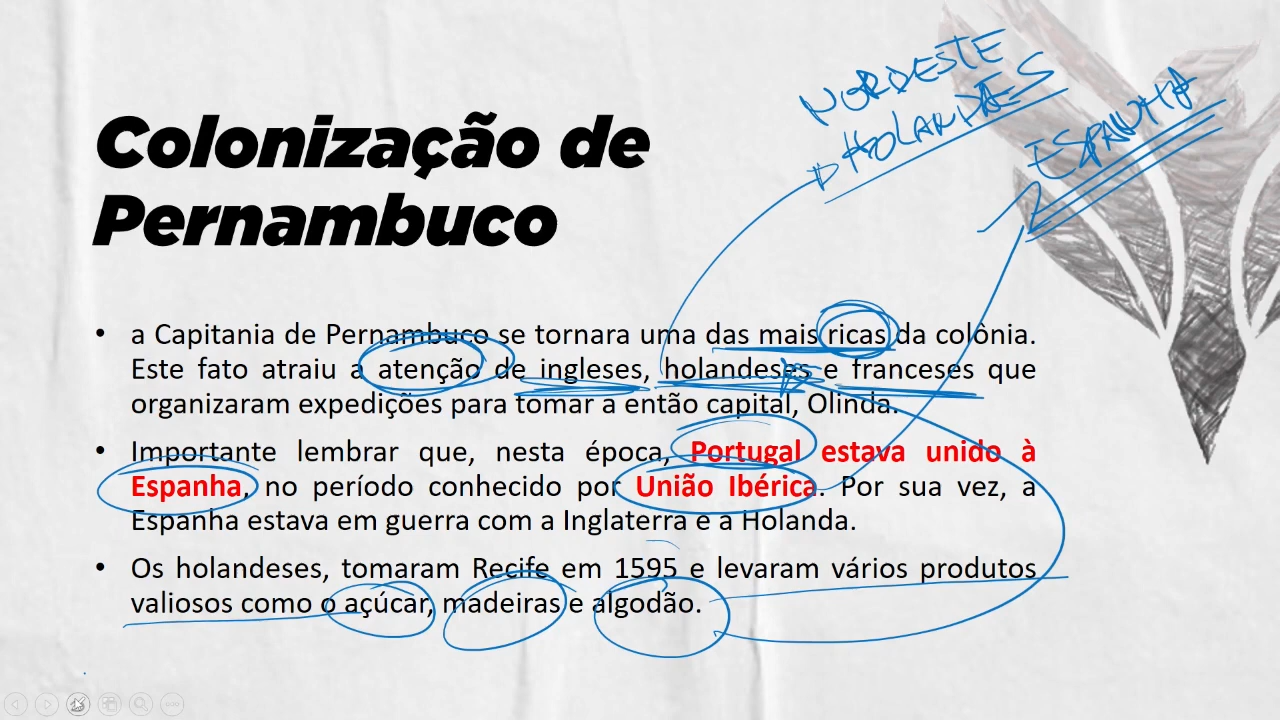 NORDESTE
HOLANDÊS
ESPANHA
Colonização de
Pernambuco
• a Capitania de Pernambuco se tornara uma das mais ricas da colônia.
Este fato atraiu a atenção de ingleses, holandeses e franceses que
organizaram expedições para tomar a então capital, Olinda.
• Importante lembrar que, nesta época, Portugal estava unido à
Espanha, no período conhecido por União Ibérica. Por sua vez, a
Espanha estava em guerra com a Inglaterra e a Holanda.
• Os holandeses, tomaram Recife em 1595 e levaram vários produtos
valiosos como o açúcar, madeiras e algodão.